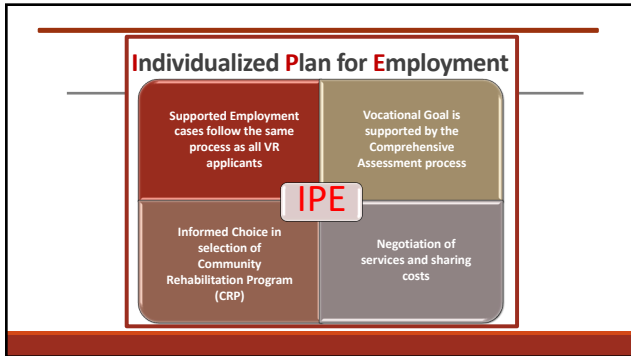 Individualized Plan for Employment
Supported Employment
cases follow the same
process as all VR
applicants
Vocational Goal is
supported by the
Comprehensive
Assessment process
IPE
Informed Choice in
selection of
Community
Rehabilitation Program
(CRP)
Negotiation of
services and sharing
costs